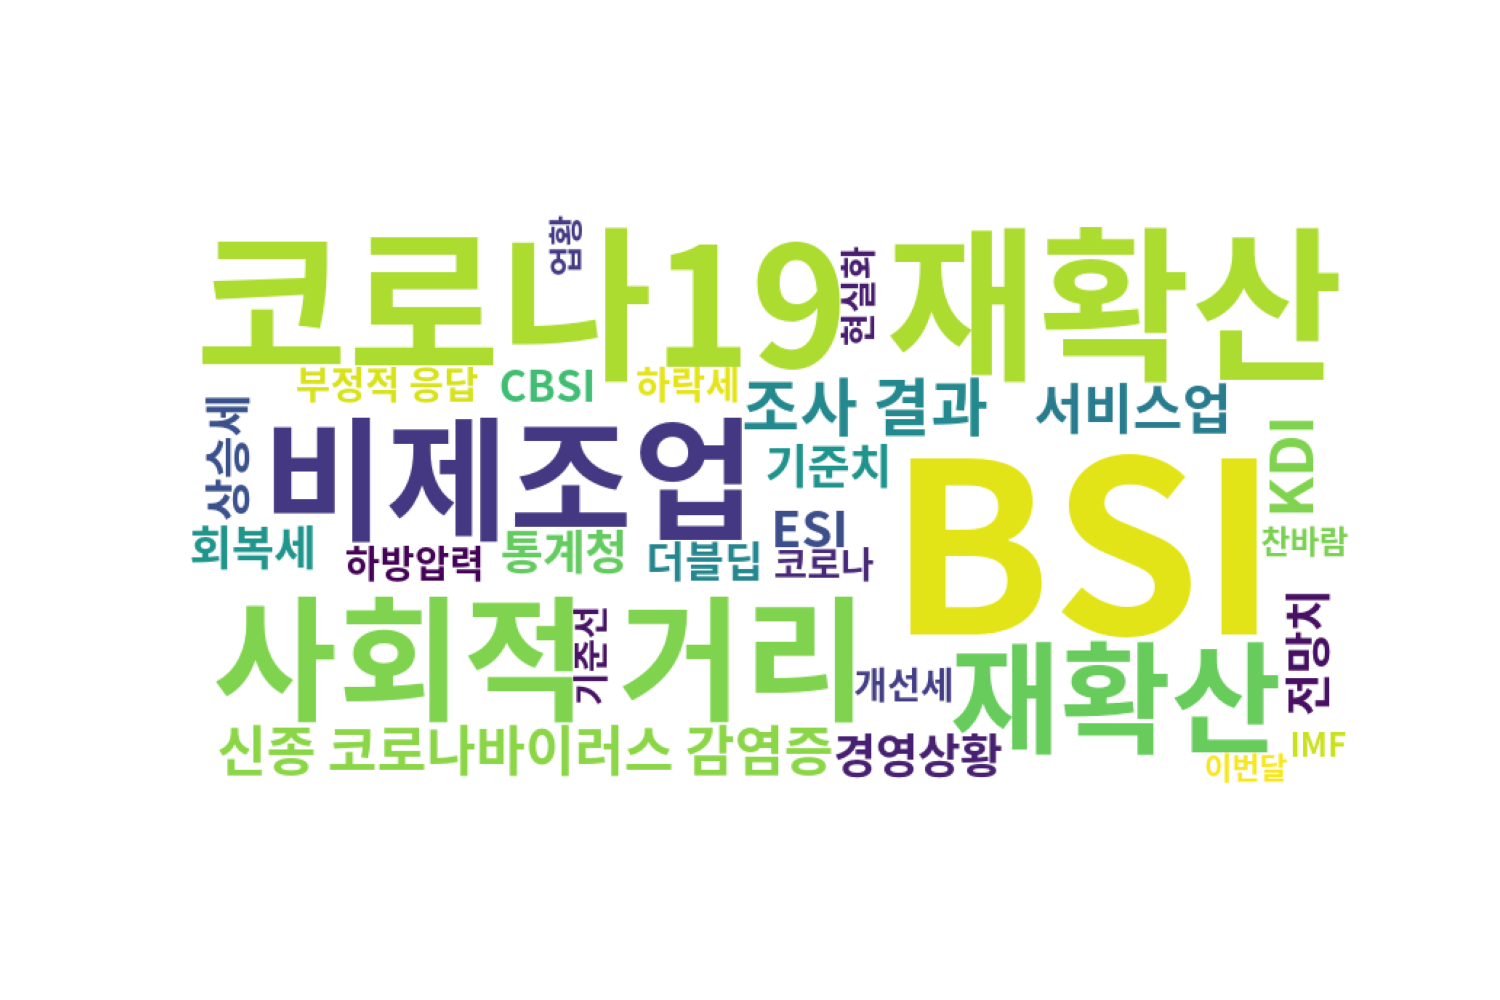 업황
코로나19 재확산
현실화
부정적 응답
CBSI
하락세
조사 결과
서비스업
상승세
비제조업
기준치
BSI
KDI
회복세
하방압력
통계청
더블딥
ESI
코로나
찬바람
사회적 거리
기준선
개선세
재확산
전망치
신종 코로나바이러스 감염증
경영상황
이번달
IMF